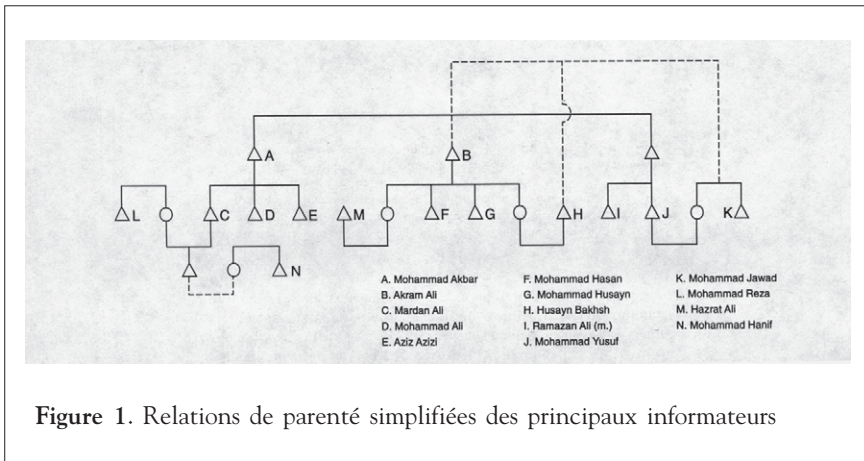 A
B
L
C
D
E
M
F
G
H
I
J
K
N
A. Mohammad Akbar
B. Akram Ali
C. Mardan Ali
D. Mohammad Ali
E. Aziz Azizi
F. Mohammad Hasan
G. Mohammad Husayn
H. Husayn Bakhsh
I. Ramazan Ali (m.)
J. Mohammad Yusuf
K. Mohammad Jawad
L. Mohammad Reza
M. Hazrat Ali
N. Mohammad Hanif
Figure 1. Relations de parenté simplifiées des principaux informateurs